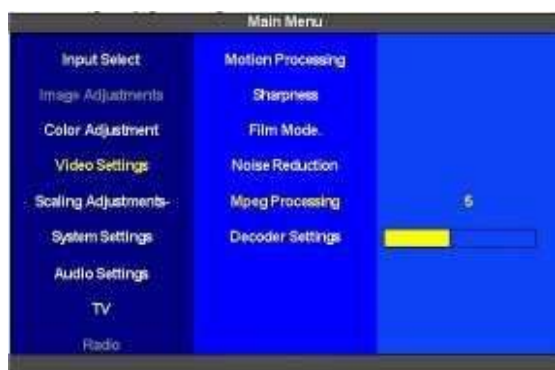 Main Menu
Input Select
Image Adjustments
Color Adjustment
Video Settings
Scaling Adjustments-
System Settings
Audio Settings
TV
Radio
Motion Processing
Sharpness
Film Mode.
Noise Reduction
Mpeg Processing
Decoder Settings
5